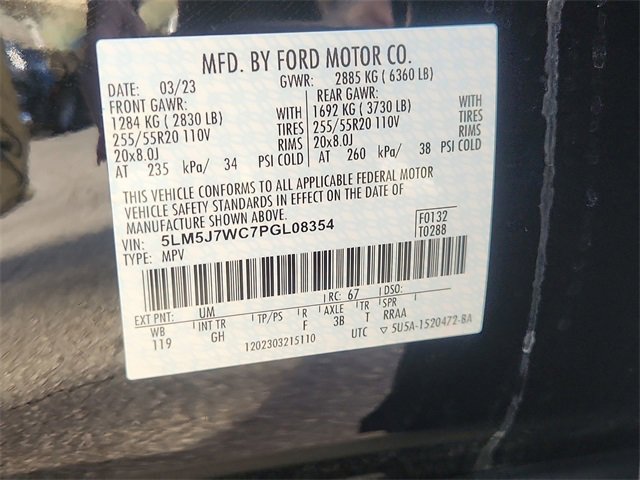 MFD. BY FORD MOTOR CO.
DATE: 03/23 GVWR: 2885 KG ( 6360 LB)
FRONT GAWR: REAR GAWR:
1284 KG ( 2830 LB) WITH 1692 KG ( 3730 LB) WITH
255/55R20 110V TIRES 255/55R20 110V TIRES
20x8.0J RIMS 20x8.0J RIMS
AT 235 kPa/ 34 PSI COLD AT 260 kPa/ 38 PSI COLD
THIS VEHICLE CONFORMS TO ALL APPLICABLE FEDERAL MOTOR
VEHICLE SAFETY STANDARDS IN EFFECT ON THE DATE OF
MANUFACTURE SHOWN ABOVE.
VIN: 5LM5J7WC7PGL08354 F0132
TYPE: MPV T0288
EXT PNT: UM RC: 67 DSO:
WB INT TR TP/PS R AXLE TR SPR
119 GH F 3B T RRAA
1202303215110 UTC ▽ 5U5A-1520472-BA